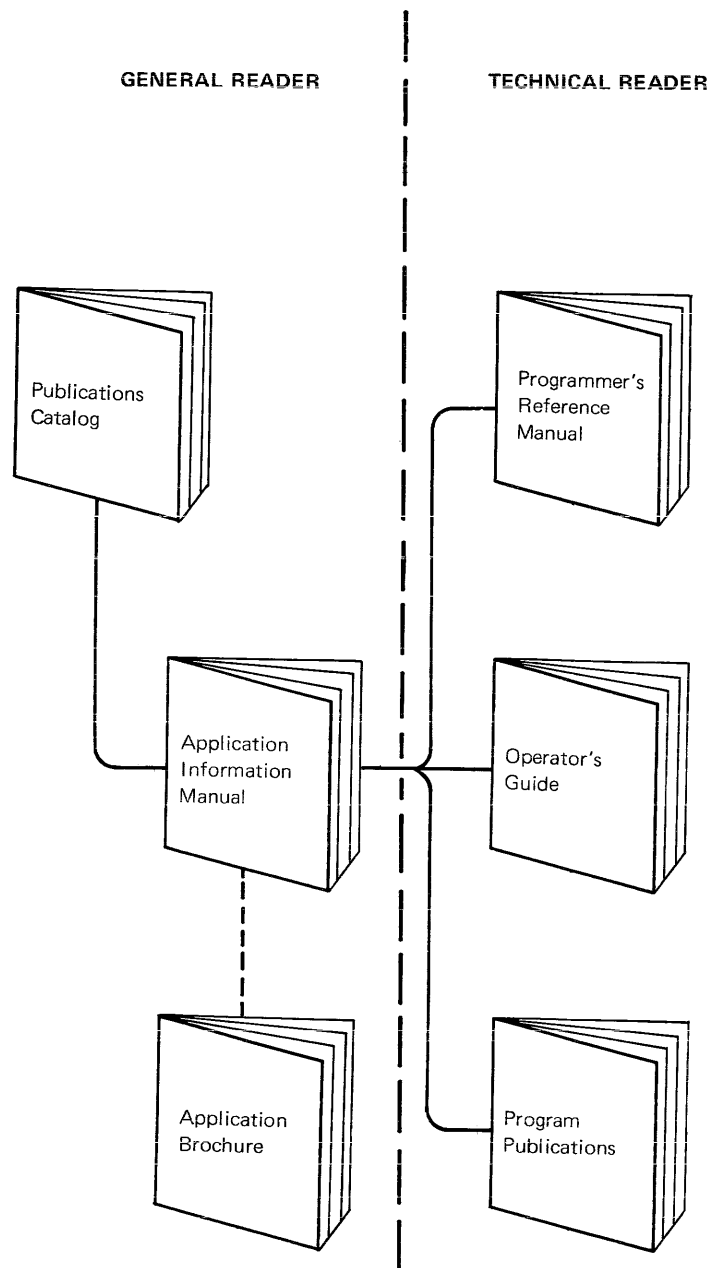 GENERAL READER
TECHNICAL READER
Publications
Catalog
Programmer's
Reference
Manual
Application
Information
Manual
Operator's
Guide
Application
Brochure
Program
Publications